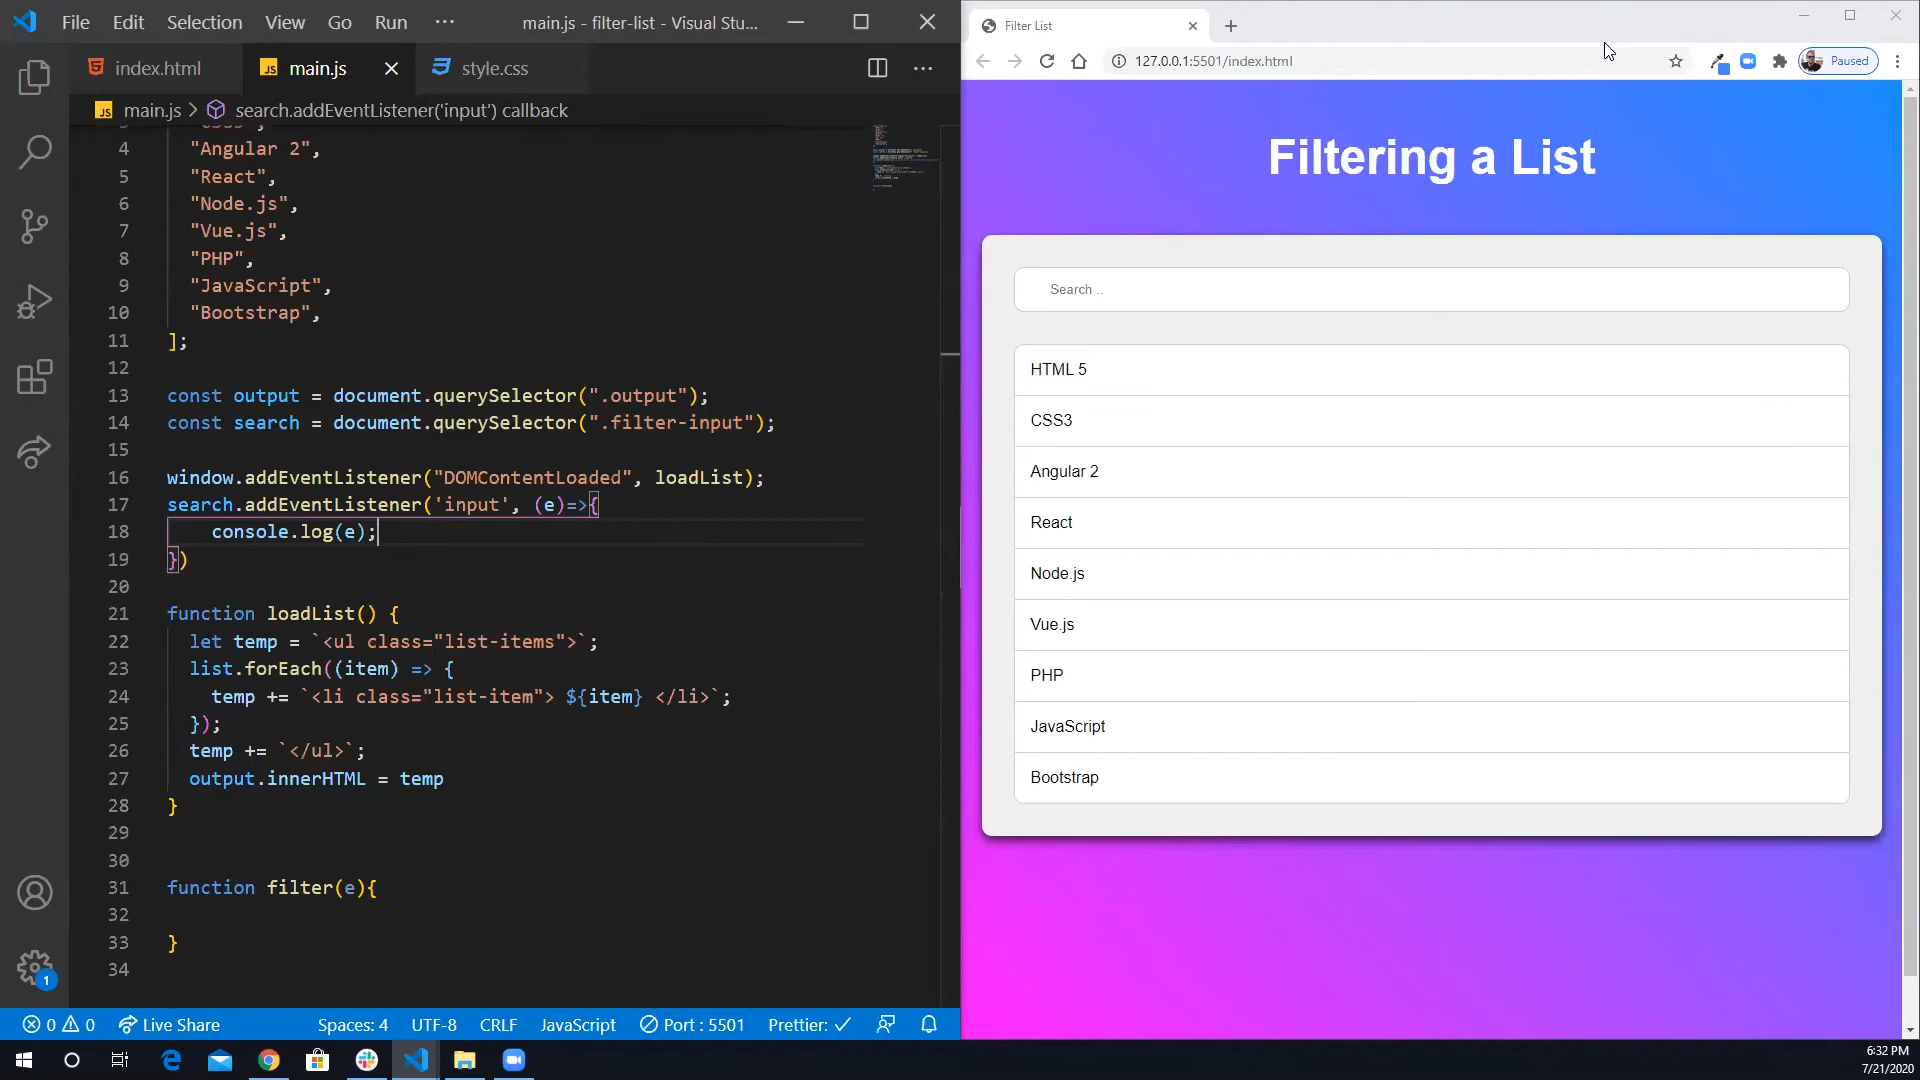 File Edit Selection View Go Run ··· main.js - filter-list - Visual Stu...
index.html main.js style.css
main.js > search.addEventListener('input') callback
4 "Angular 2",
5 "React",
6 "Node.js",
7 "Vue.js",
8 "PHP",
9 "JavaScript",
10 "Bootstrap",
11 ];
12
13 const output = document.querySelector(".output");
14 const search = document.querySelector(".filter-input");
15
16 window.addEventListener("DOMContentLoaded", loadList);
17 search.addEventListener('input', (e)=>{
18 console.log(e);
19 })
20
21 function loadList() {
22 let temp = `<ul class="list-items">`;
23 list.forEach((item) => {
24 temp += `<li class="list-item"> ${item} </li>`;
25 });
26 temp += `</ul>`;
27 output.innerHTML = temp
28 }
29
30
31 function filter(e){
32
33 }
34
0 0 Live Share Spaces: 4 UTF-8 CRLF JavaScript Port : 5501 Prettier: ✓
1
Filter List
127.0.0.1:5501/index.html Paused
Filtering a List
Search ..
HTML 5
CSS3
Angular 2
React
Node.js
Vue.js
PHP
JavaScript
Bootstrap
6:32 PM
7/21/2020